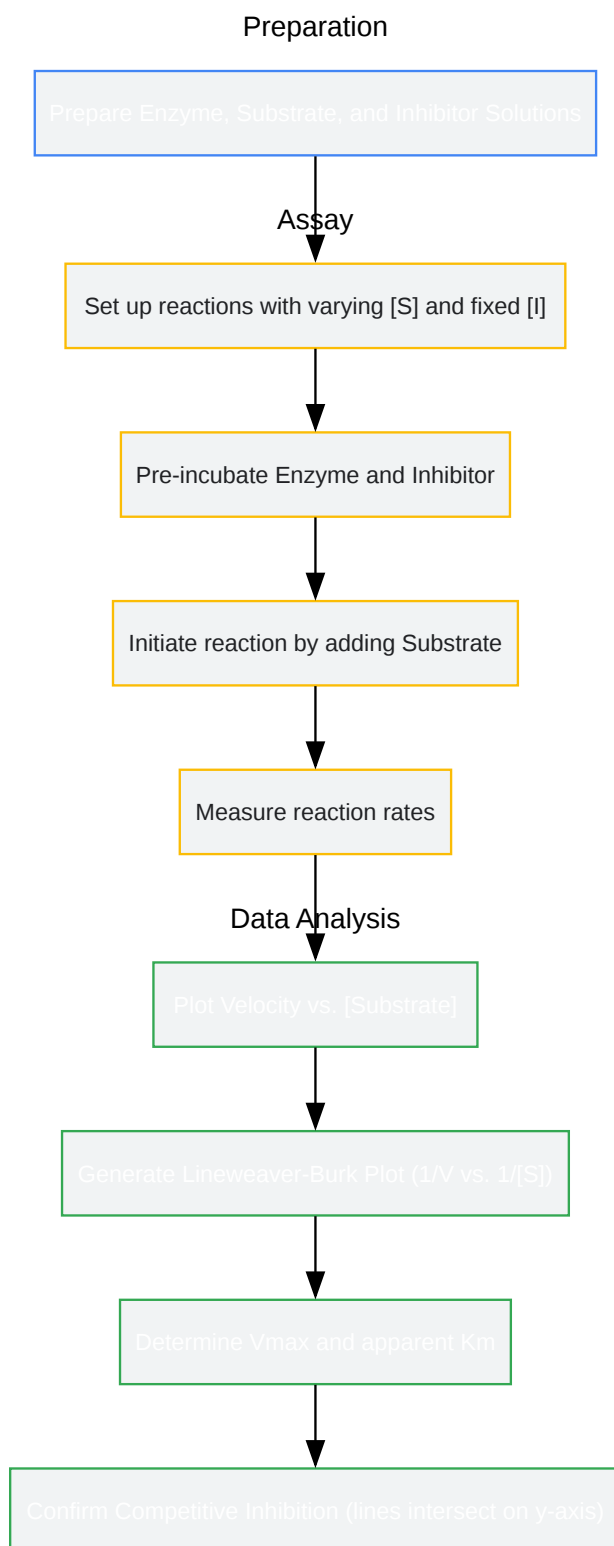 Preparation
Prepare Enzyme, Substrate, and Inhibitor Solutions
Assay
Set up reactions with varying [S] and fixed [I]
Pre-incubate Enzyme and Inhibitor
Initiate reaction by adding Substrate
Measure reaction rates
Data Analysis
Plot Velocity vs. [Substrate]
Generate Lineweaver-Burk Plot (1/V vs. 1/[S])
Determine Vmax and apparent Km
Confirm Competitive Inhibition (lines intersect on y-axis)